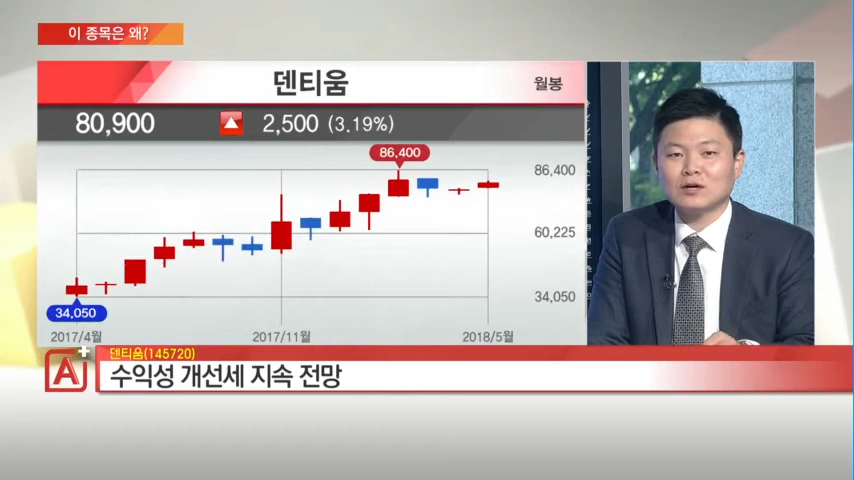 이 종목은 왜?
덴티움
월봉
80,900
2,500 (3.19%)
86,400
86,400
60,225
34,050
34,050
2017/4월
2017/11월
2018/5월
A+
덴티움(145720)
수익성 개선세 지속 전망